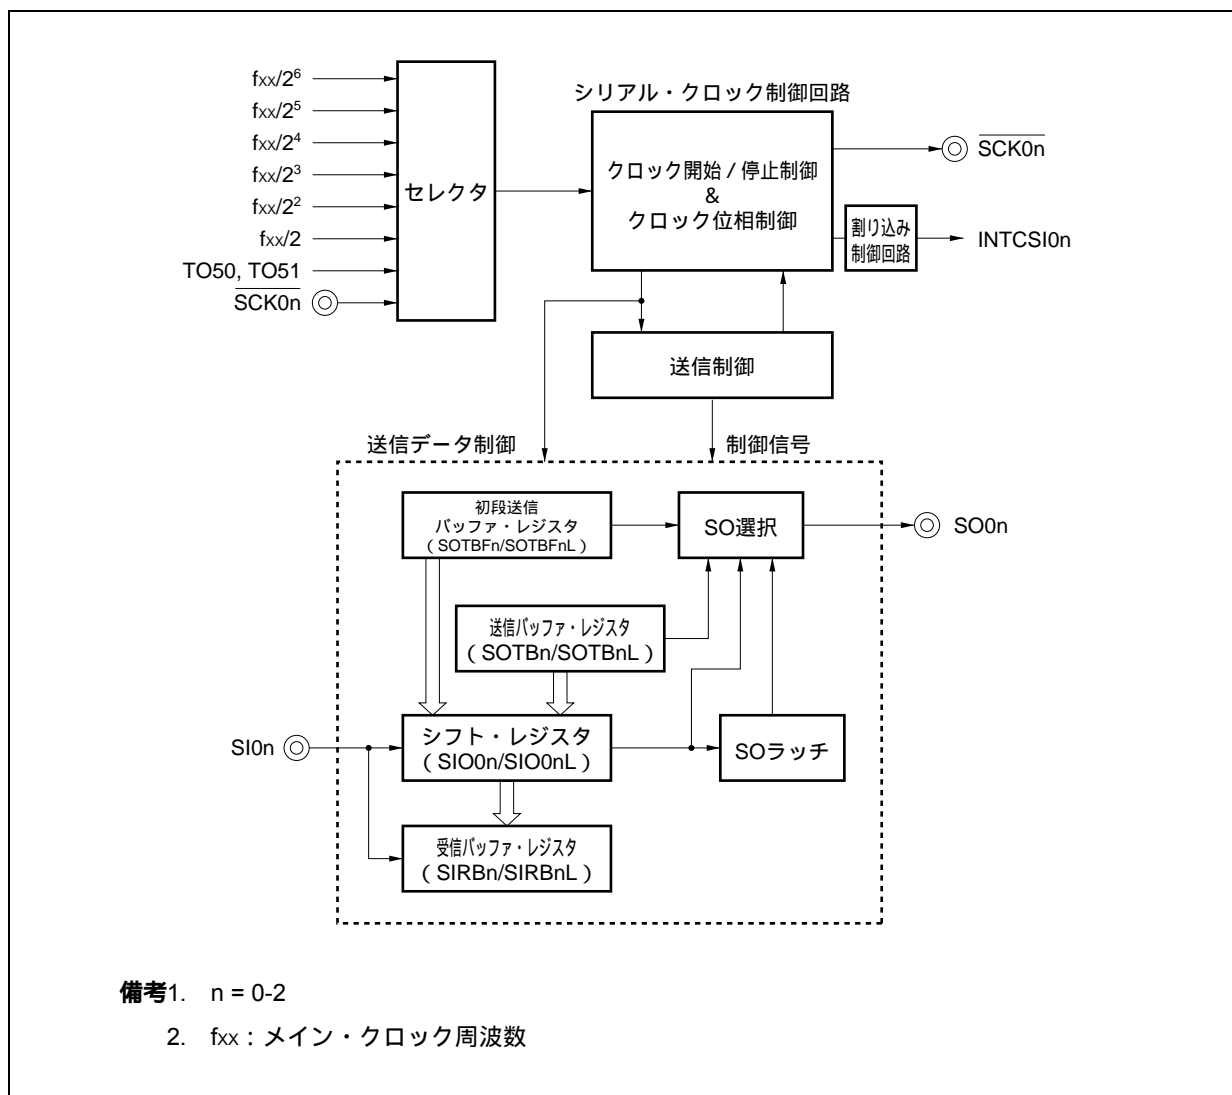 fxx/2⁶
fxx/2⁵
fxx/2⁴
fxx/2³
fxx/2²
fxx/2
TO50, TO51
SCK0n
セレクタ
シリアル・クロック制御回路
クロック開始/停止制御
&
クロック位相制御
SCK0n
割り込み
制御回路
INTCSI0n
送信制御
送信データ制御
制御信号
初段送信
バッファ・レジスタ
(SOTBFn/SOTBFnL)
SO選択
SO0n
送信バッファ・レジスタ
(SOTBn/SOTBnL)
SI0n
シフト・レジスタ
(SIO0n/SIO0nL)
SOラッチ
受信バッファ・レジスタ
(SIRBn/SIRBnL)
備考1. n = 0-2
2. fxx:メイン・クロック周波数